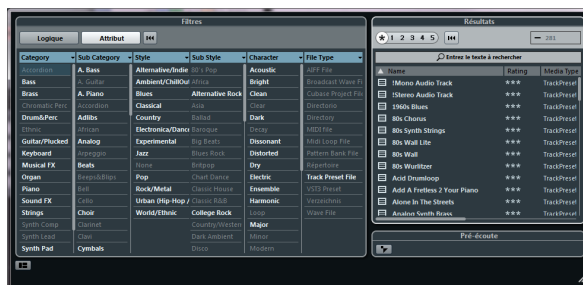 Filtres
Logique Attribut
Category Sub Category Style Sub Style Character File Type
Accordion A. Bass Alternative/Indie 80's Pop Acoustic AIFF File
Bass A. Guitar Ambient/ChillOut Africa Bright Broadcast Wave Fi
Brass A. Piano Blues Alternative Rock Clean Cubase Project File
Chromatic Perc Accordion Classical Asia Clear Directorio
Drum&Perc Adlibs Country Ballad Dark Directory
Ethnic African Electronica/Dance Baroque Decay MIDI file
Guitar/Plucked Analog Experimental Big Beats Dissonant Midi Loop File
Keyboard Arpeggio Jazz Blues Rock Distorted Pattern Bank File
Musical FX Beats None Britpop Dry Repertoire
Organ Beeps&Blips Pop Chart Dance Electric Track Preset File
Piano Bell Rock/Metal Classic House Ensemble VST3 Preset
Sound FX Cello Urban (Hip-Hop / Classic R&B Harmonic Verzeichnis
Strings Choir World/Ethnic College Rock Loop Wave File
Synth Comp Clarinet Country/Western Major
Synth Lead Clavi Dark Ambient Minor
Synth Pad Cymbals Disco Modern
Résultats
1 2 3 4 5 281
Entrez le texte à rechercher
Name Rating Media Type
!Mono Audio Track *** TrackPreset
!Stereo Audio Track *** TrackPreset
1960s Blues *** TrackPreset
80s Chorus *** TrackPreset
80s Synth Strings *** TrackPreset
80s Wall Lite *** TrackPreset
80s Wall *** TrackPreset
80s Wurlitzer *** TrackPreset
Acid Drumloop *** TrackPreset
Add A Fretless 2 Your Piano *** TrackPreset
Alone In The Streets *** TrackPreset
Analog Synth Brass *** TrackPreset
Pré-écoute